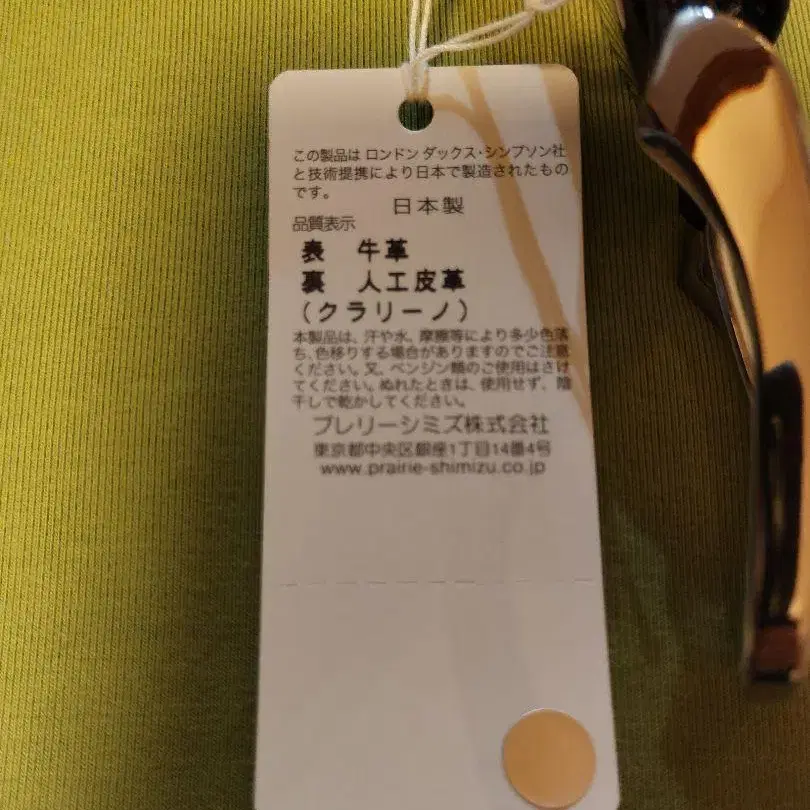 この製品は ロンドン ダックス・シンプソン社
と技術提携により日本で製造されたもの
です。
日本製
品質表示
表 牛革
裏 人工皮革
（クラリーノ）
本製品は、汗や水、摩擦等により多少色落
ち、色移りする場合がありますのでご注意
ください。又、ベンジン類のご使用はさけ
てください。ぬれたときは、使用せず、陰
干しで乾かしてください。
プレリーシミズ株式会社
東京都中央区銀座1丁目14番4号
www.prairie-shimizu.co.jp